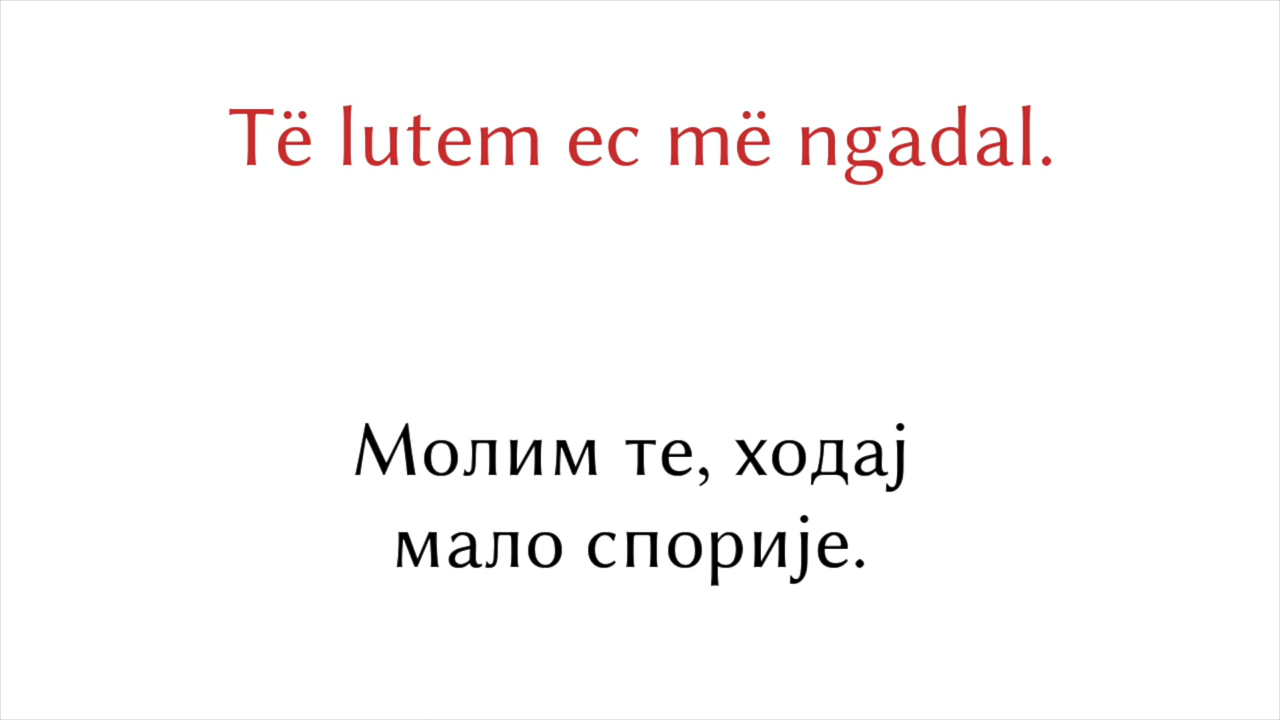 Të lutem ec më ngadal.
Молим те, ходај
мало спорије.